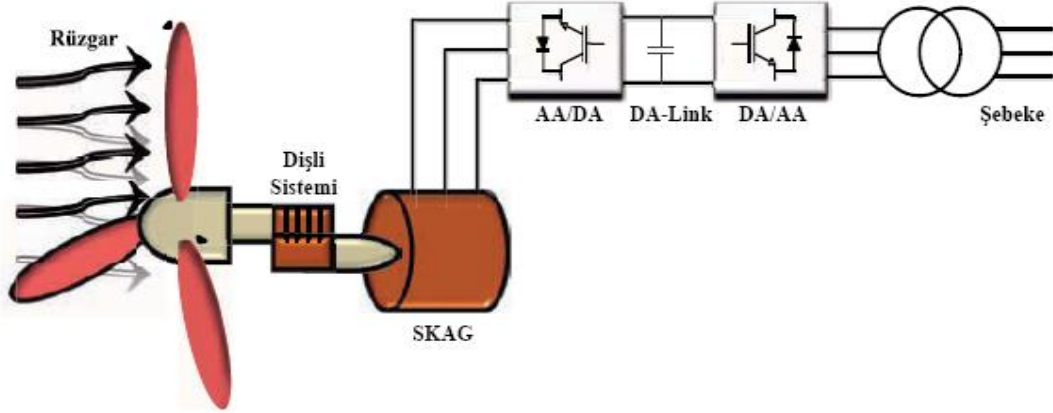 Rüzgar
AA/DA
DA-Link
DA/AA
Şebeke
Dişli
Sistemi
SKAG